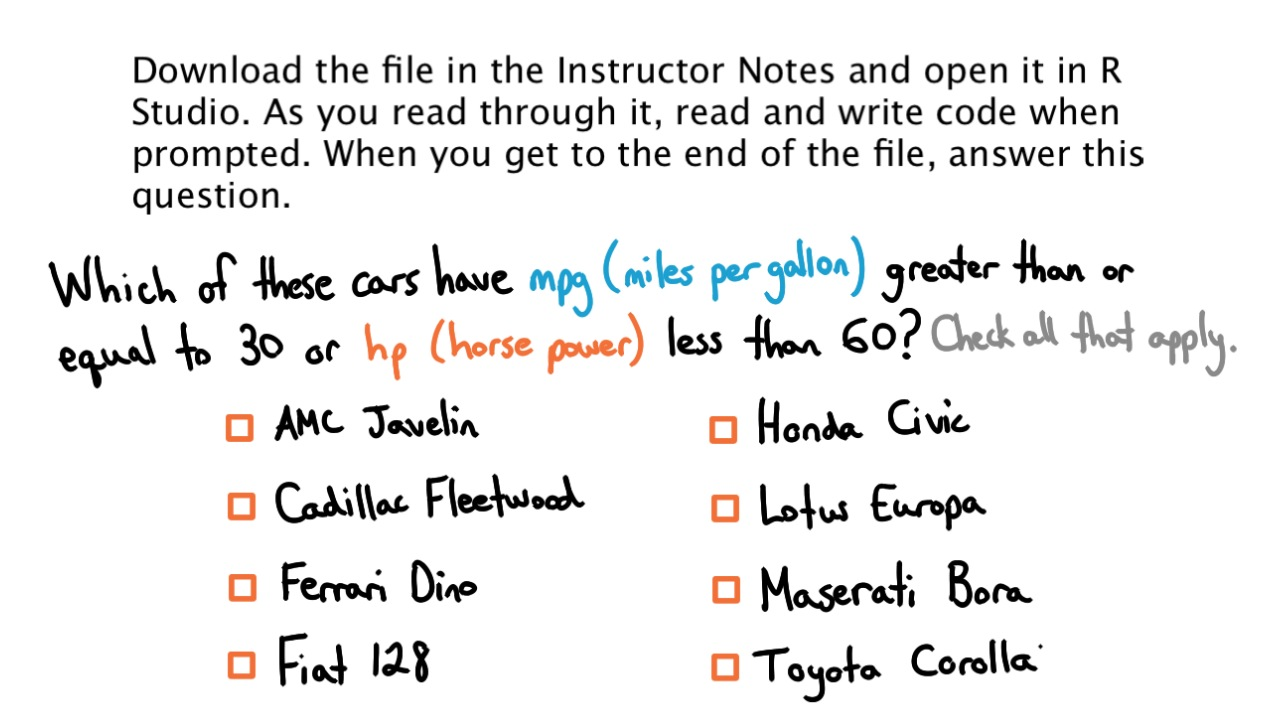 Download the file in the Instructor Notes and open it in R
Studio. As you read through it, read and write code when
prompted. When you get to the end of the file, answer this
question.
Which of these cars have mpg (miles per gallon) greater than or
equal to 30 or hp (horse power) less than 60? Check all that apply.
AMC Javelin
Cadillac Fleetwood
Ferrari Dino
Fiat 128
Honda Civic
Lotus Europa
Maserati Bora
Toyota Corolla